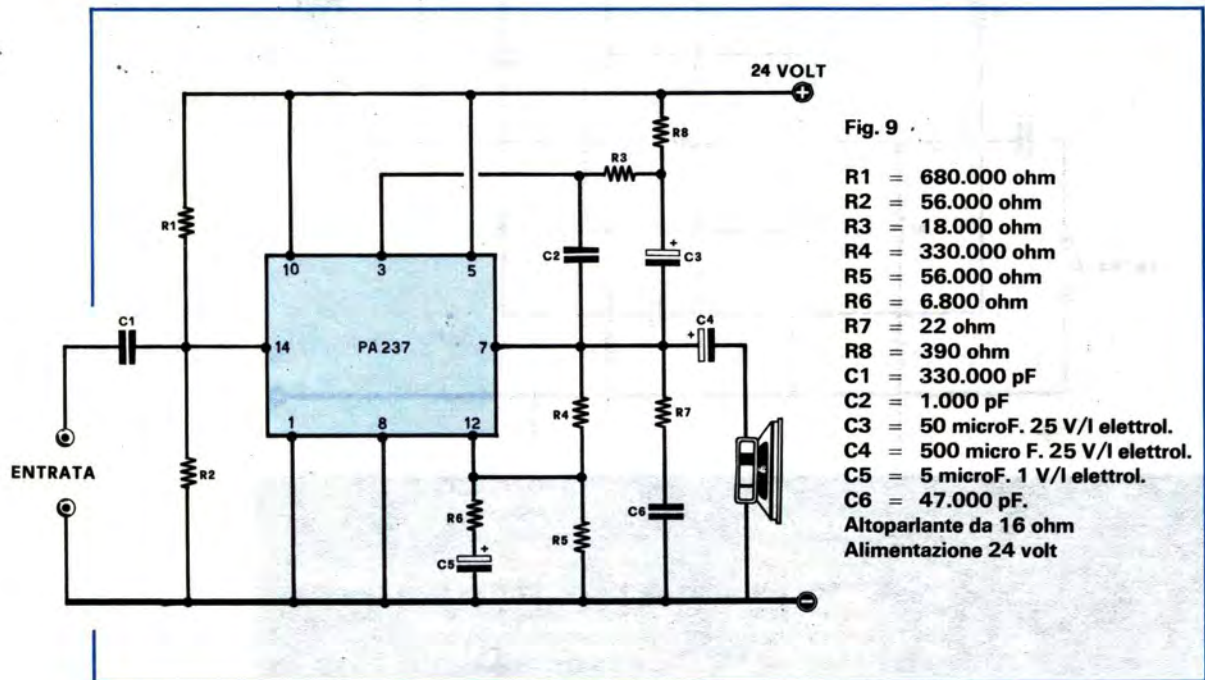 24 VOLT
+
R8
R3
R1
C2
+
C3
10
3
5
C1
C4
+
14
PA 237
7
R4
R7
1
8
12
ENTRATA
R2
R6
C6
R5
+
C5
-
Fig. 9
R1 = 680.000 ohm
R2 = 56.000 ohm
R3 = 18.000 ohm
R4 = 330.000 ohm
R5 = 56.000 ohm
R6 = 6.800 ohm
R7 = 22 ohm
R8 = 390 ohm
C1 = 330.000 pF
C2 = 1.000 pF
C3 = 50 microF. 25 V/l elettrol.
C4 = 500 micro F. 25 V/l elettrol.
C5 = 5 microF. 1 V/l elettrol.
C6 = 47.000 pF.
Altoparlante da 16 ohm
Alimentazione 24 volt